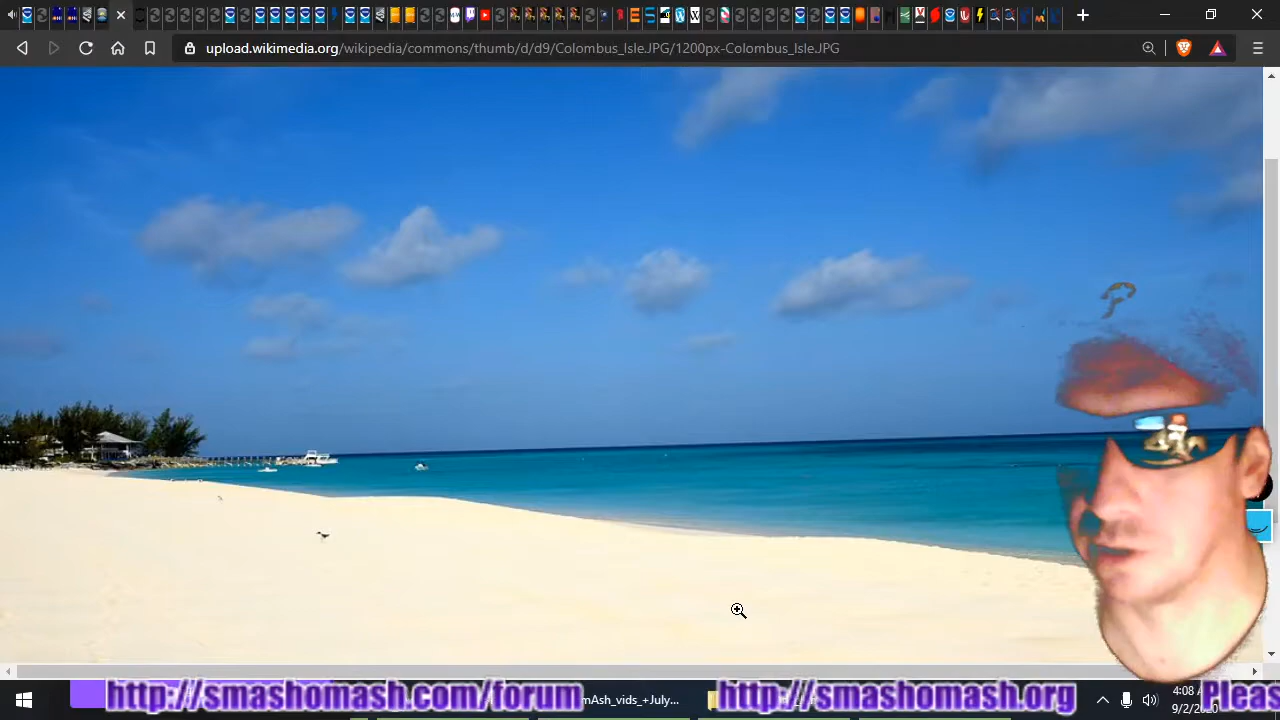 upload.wikimedia.org/wikipedia/commons/thumb/d/d9/Colombus_Isle.JPG/1200px-Colombus_Isle.JPG
?
http://smashomash.com/forum
mAsh_vids_+July...
http://smashomash.org
4:08
Pleas
9/2/2020